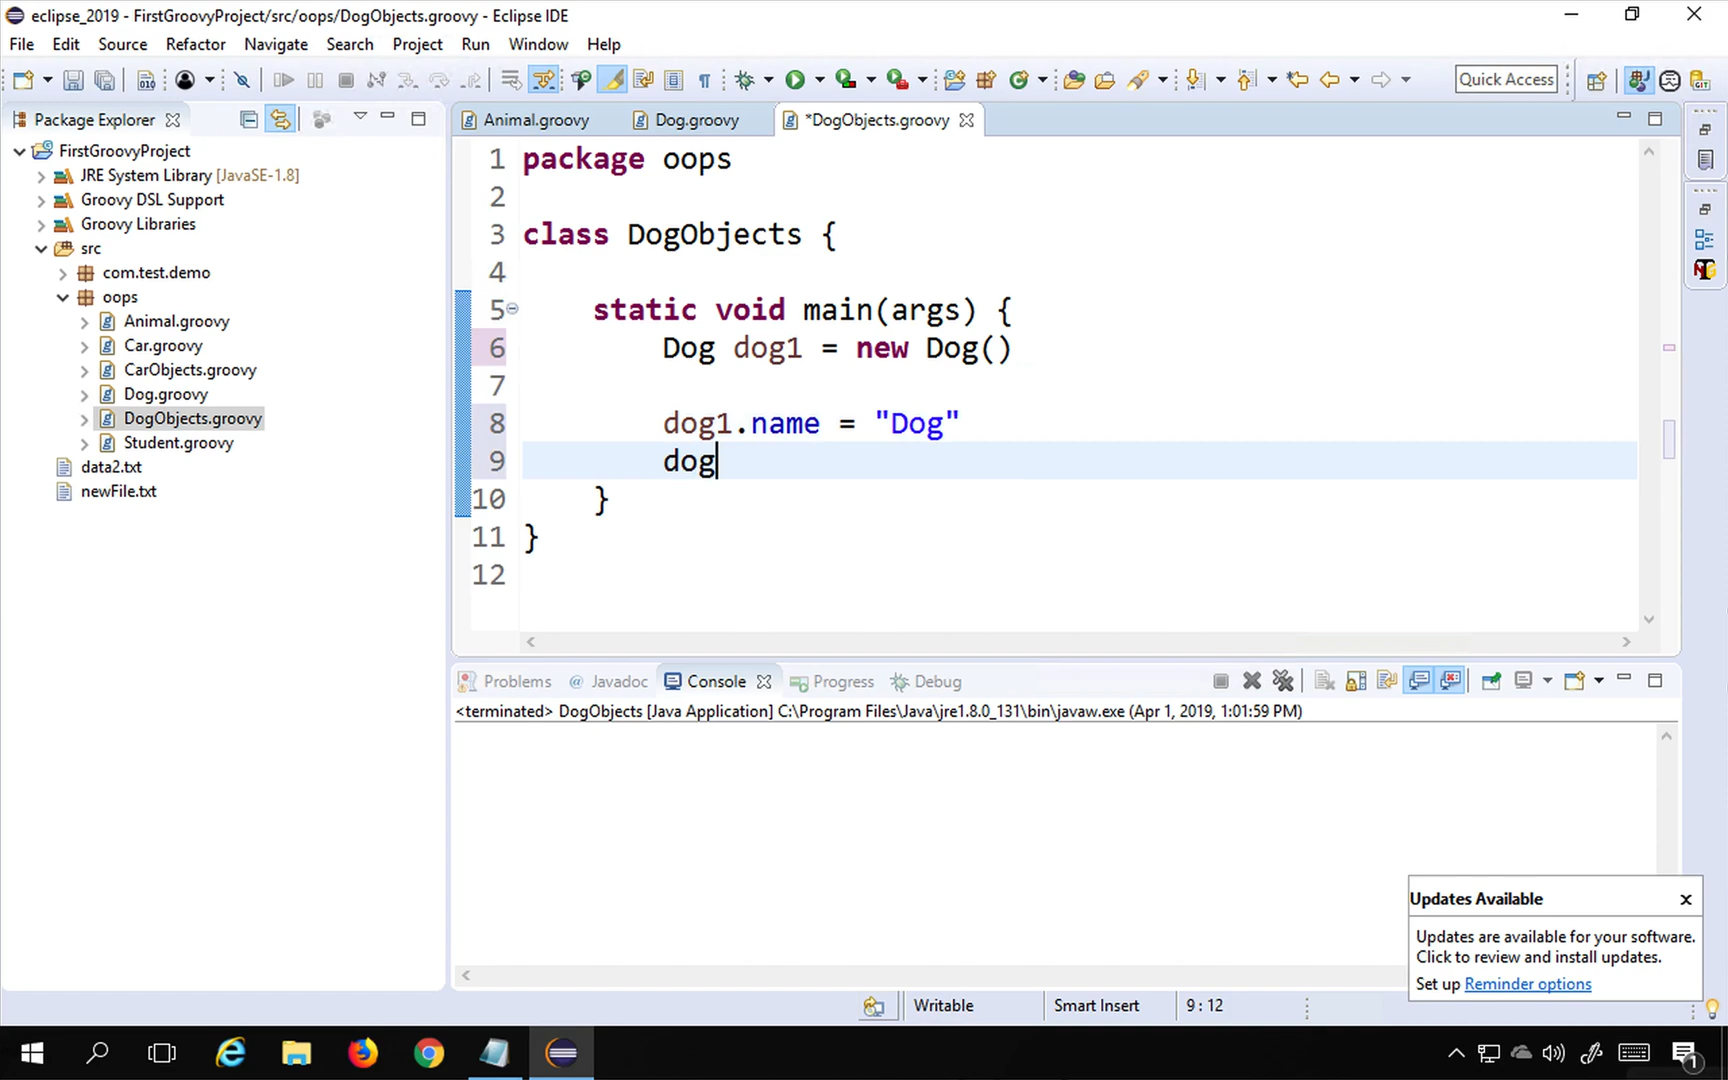 eclipse_2019 - FirstGroovyProject/src/oops/DogObjects.groovy - Eclipse IDE
File Edit Source Refactor Navigate Search Project Run Window Help
Quick Access
Package Explorer
Animal.groovy
Dog.groovy
*DogObjects.groovy
FirstGroovyProject
JRE System Library [JavaSE-1.8]
Groovy DSL Support
Groovy Libraries
src
com.test.demo
oops
Animal.groovy
Car.groovy
CarObjects.groovy
Dog.groovy
DogObjects.groovy
Student.groovy
data2.txt
newFile.txt
1 package oops
2
3 class DogObjects {
4
5 static void main(args) {
6 Dog dog1 = new Dog()
7
8 dog1.name = "Dog"
9 dog
10 }
11 }
12
Problems @ Javadoc Console Progress Debug
<terminated> DogObjects [Java Application] C:\Program Files\Java\jre1.8.0_131\bin\javaw.exe (Apr 1, 2019, 1:01:59 PM)
Updates Available
Updates are available for your software.
Click to review and install updates.
Set up Reminder options
Writable Smart Insert 9 : 12
1